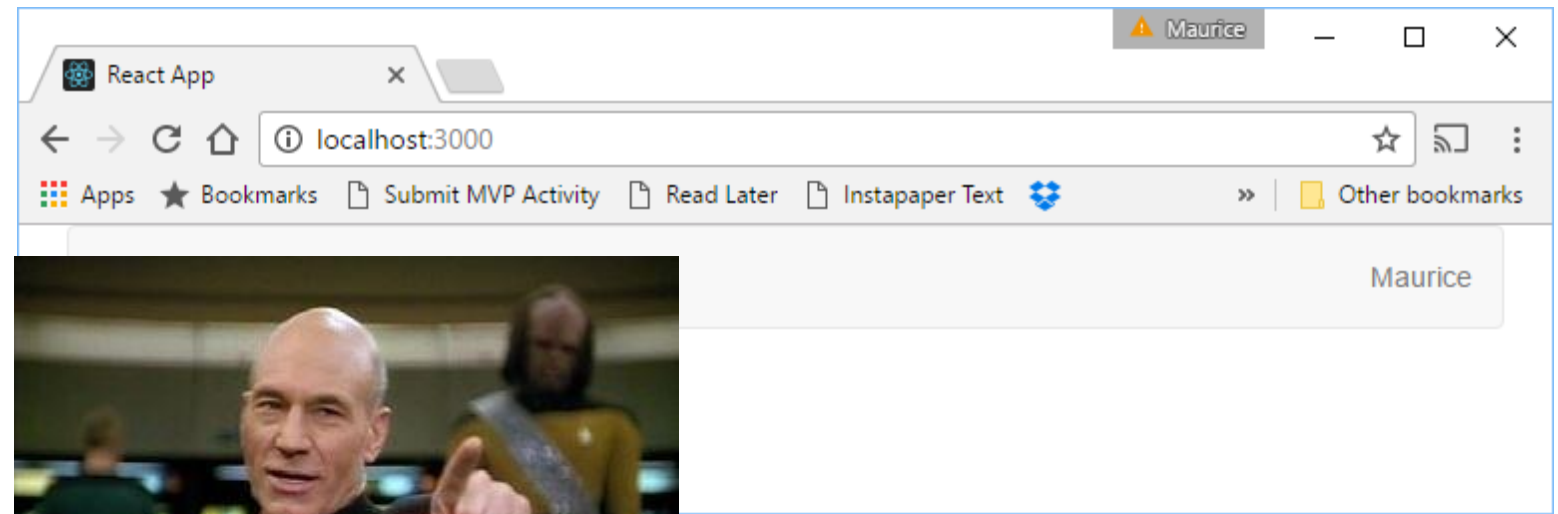 Maurice
React App
localhost:3000
Apps Bookmarks Submit MVP Activity Read Later Instapaper Text » Other bookmarks
Maurice